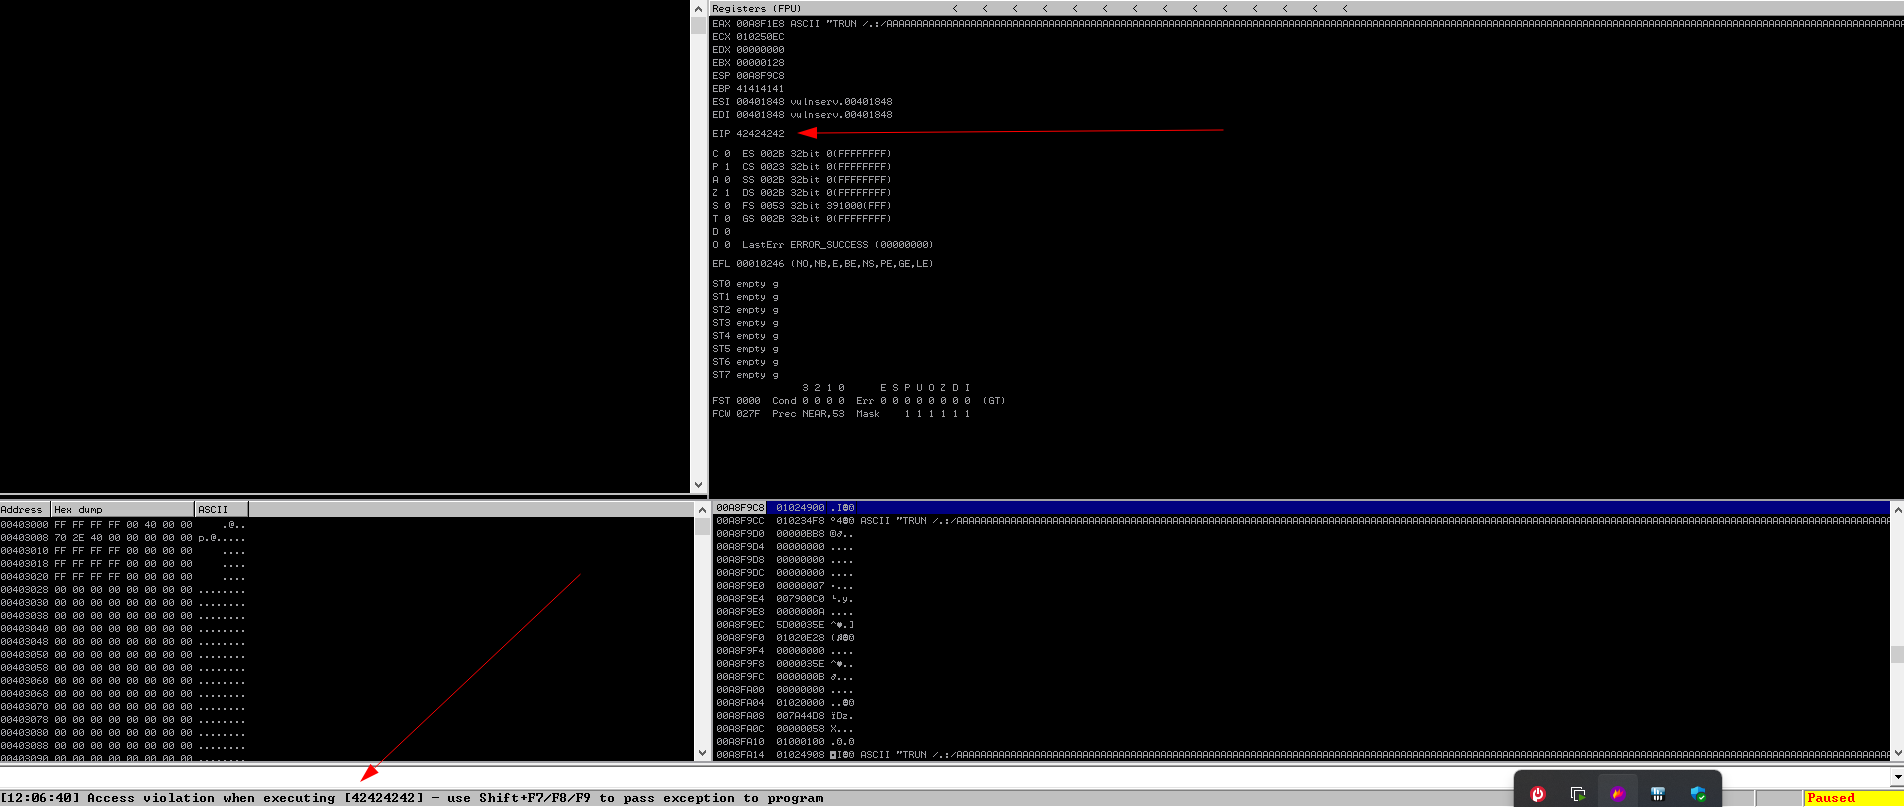 Registers (FPU) < < < < < < < < < < < < < <
EAX 00A8F1E8 ASCII "TRUN /.:/AAAAAAAAAAAAAAAAAAAAAAAAAAAAAAAAAAAAAAAAAAAAAAAAAAAAAAAAAAAAAAAAAAAAAAAAAAAAAAAAAAAAAAAAAAAAAAAAAAAAAAAAAAAAAAAAAAAAAAAAAAAAAAAAAAAAAAAAAAAAAAAAAAAAAAAAAA
ECX 010250EC
EDX 00000000
EBX 00000128
ESP 00A8F9C8
EBP 41414141
ESI 00401848 vulnserv.00401848
EDI 00401848 vulnserv.00401848
EIP 42424242
C 0 ES 002B 32bit 0(FFFFFFFF)
P 1 CS 0023 32bit 0(FFFFFFFF)
A 0 SS 002B 32bit 0(FFFFFFFF)
Z 1 DS 002B 32bit 0(FFFFFFFF)
S 0 FS 0053 32bit 391000(FFF)
T 0 GS 002B 32bit 0(FFFFFFFF)
D 0
O 0 LastErr ERROR_SUCCESS (00000000)
EFL 00010246 (NO,NB,E,BE,NS,PE,GE,LE)
ST0 empty g
ST1 empty g
ST2 empty g
ST3 empty g
ST4 empty g
ST5 empty g
ST6 empty g
ST7 empty g
3 2 1 0 E S P U O Z D I
FST 0000 Cond 0 0 0 0 Err 0 0 0 0 0 0 0 0 (GT)
FCW 027F Prec NEAR,53 Mask 1 1 1 1 1 1
Address Hex dump ASCII
00403000 FF FF FF FF 00 40 00 00 .@..
00403008 70 2E 40 00 00 00 00 00 p.@.....
00403010 FF FF FF FF 00 00 00 00 ....
00403018 FF FF FF FF 00 00 00 00 ....
00403020 FF FF FF FF 00 00 00 00 ....
00403028 00 00 00 00 00 00 00 00 ........
00403030 00 00 00 00 00 00 00 00 ........
00403038 00 00 00 00 00 00 00 00 ........
00403040 00 00 00 00 00 00 00 00 ........
00403048 00 00 00 00 00 00 00 00 ........
00403050 00 00 00 00 00 00 00 00 ........
00403058 00 00 00 00 00 00 00 00 ........
00403060 00 00 00 00 00 00 00 00 ........
00403068 00 00 00 00 00 00 00 00 ........
00403070 00 00 00 00 00 00 00 00 ........
00403078 00 00 00 00 00 00 00 00 ........
00403080 00 00 00 00 00 00 00 00 ........
00403088 00 00 00 00 00 00 00 00 ........
00403090 00 00 00 00 00 00 00 00 ........
00A8F9C8 01024900
00A8F9CC 010234F8 ASCII "TRUN /.:/AAAAAAAAAAAAAAAAAAAAAAAAAAAAAAAAAAAAAAAAAAAAAAAAAAAAAAAAAAAAAAAAAAAAAAAAAAAAAAAAAAAAAAAAAAAAAAAAAAAAAAAAAAAAAAAAAAAAAAAAAAAAAAAAAAAAAAAAAA
00A8F9D0 00000BB8
00A8F9D4 00000000 ....
00A8F9D8 00000000 ....
00A8F9DC 00000000 ....
00A8F9E0 00000007
00A8F9E4 007900C0
00A8F9E8 0000000A ....
00A8F9EC 5D00035E ^♥.]
00A8F9F0 01020E28
00A8F9F4 00000000 ....
00A8F9F8 0000035E ^♥..
00A8F9FC 0000000B ♂...
00A8FA00 00000000 ....
00A8FA04 01020000
00A8FA08 007A44D8 ïDz.
00A8FA0C 00000058 X...
00A8FA10 01000100
00A8FA14 01024908 ASCII "TRUN /.:/AAAAAAAAAAAAAAAAAAAAAAAAAAAAAAAAAAAAAAAAAAAAAAAAAAAAAAAAAAAAAAAAAAAAAAAAAAAAAAAAAAAAAAAAAAAAAAAAAAAAAAAAAAAAAAAAAAAAAAAAAAAAAAAAAAAAAAAAAA
[12:06:40] Access violation when executing [42424242] - use Shift+F7/F8/F9 to pass exception to program
Paused